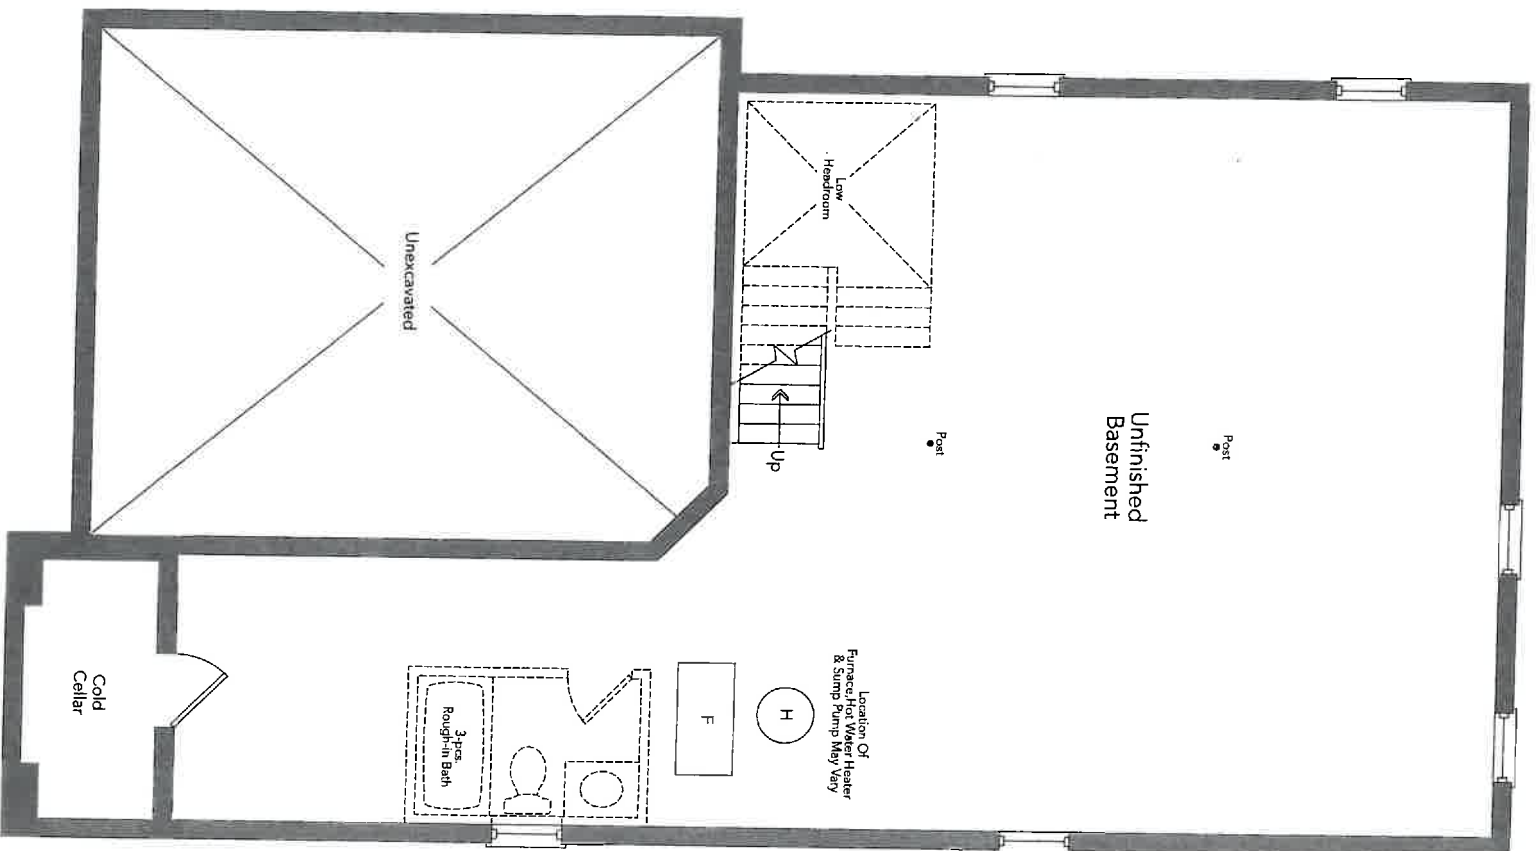 Unexcavated
Low
Headroom
Up
Post
Post
Unfinished
Basement
Cold
Cellar
3-pcs.
Rough-in Bath
F
H
Location Of
Furnace,Hot Water Heater
& Sump Pump May Vary